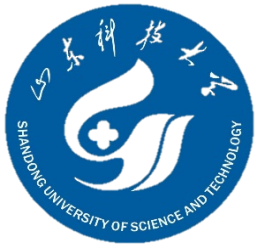 山东科技大学
SHANDONG UNIVERSITY OF SCIENCE AND TECHNOLOGY